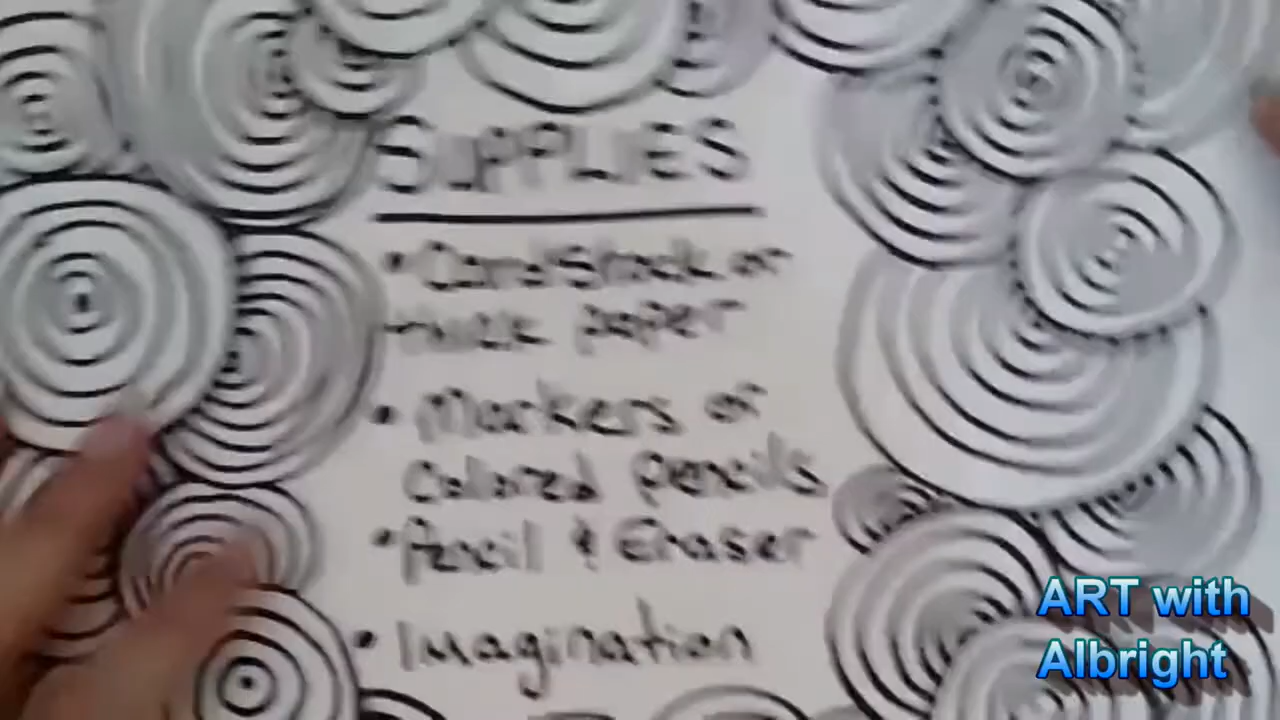 SUPPLIES
• Cardstock or
thick paper
• Markers or
Colored pencils
• Pencil & Eraser
• Imagination
ART with
Albright